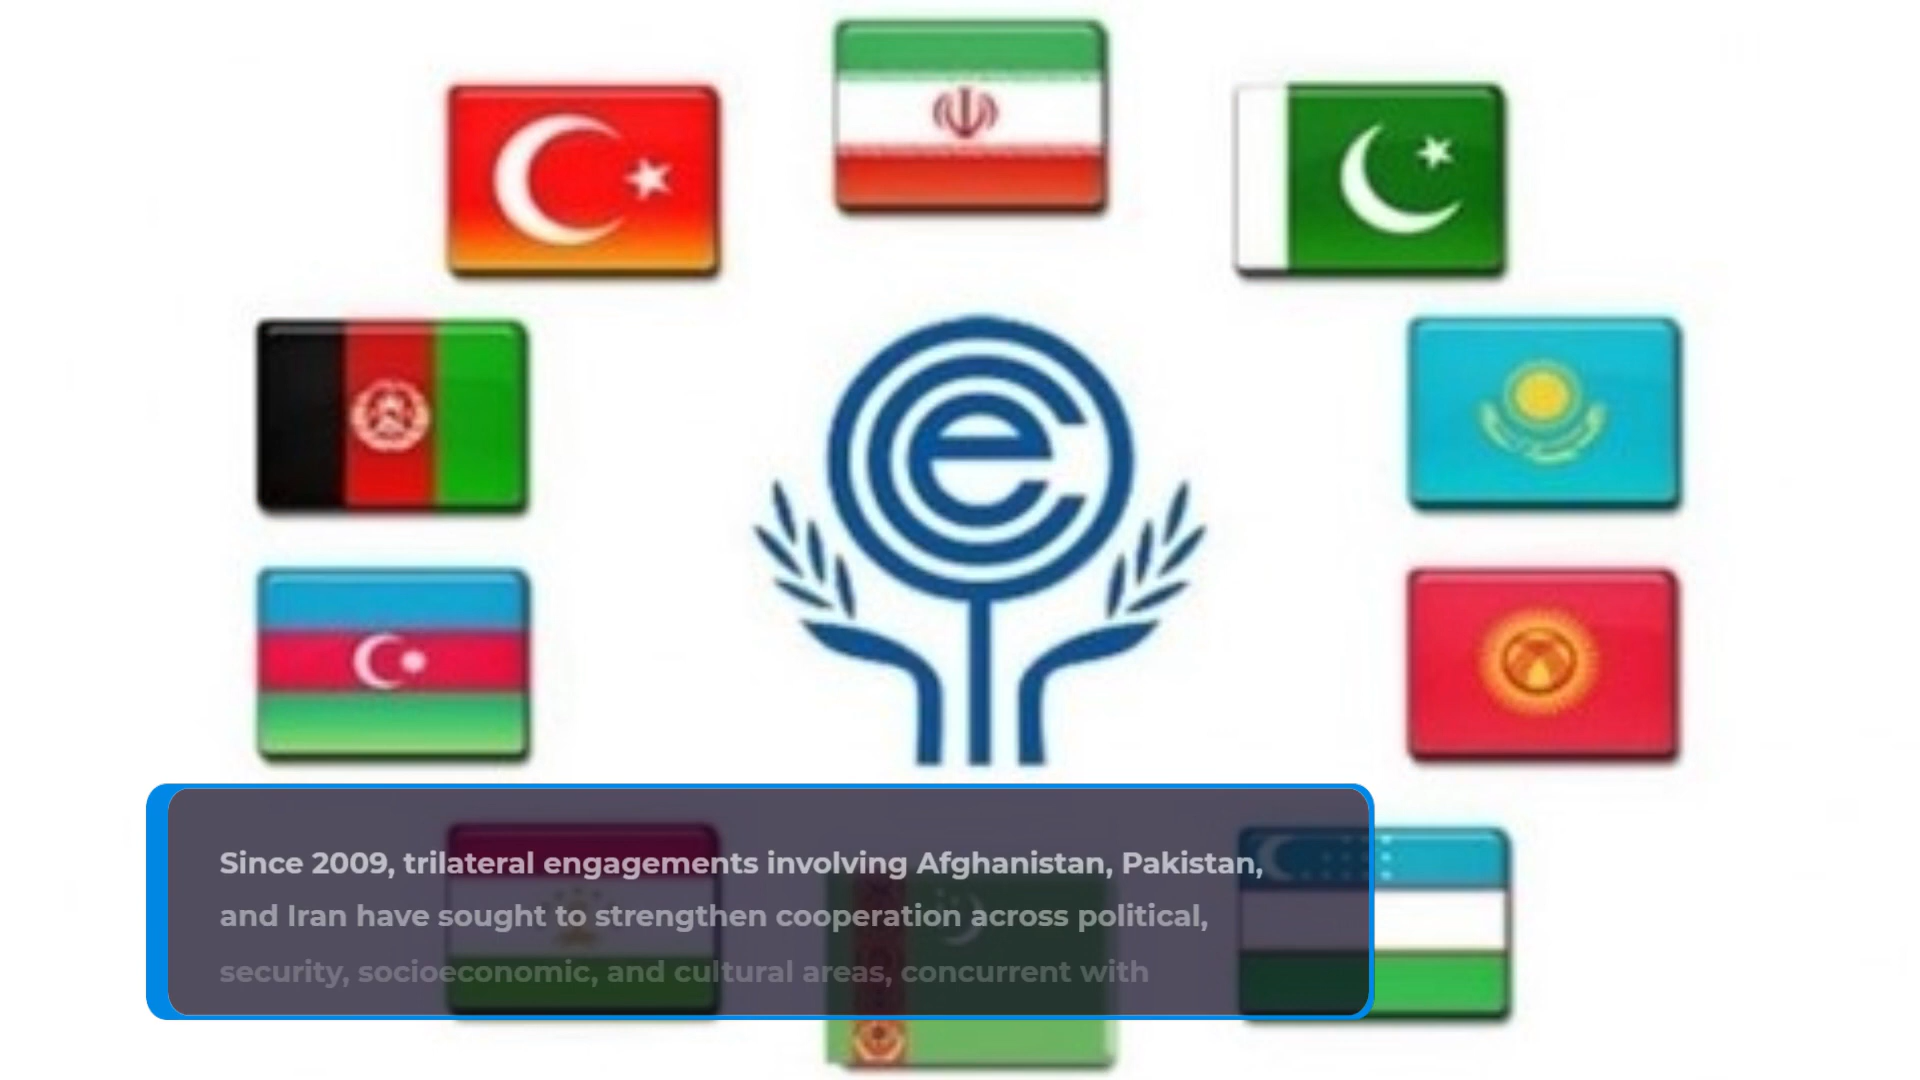 eco
Since 2009, trilateral engagements involving Afghanistan, Pakistan,
and Iran have sought to strengthen cooperation across political,
security, socioeconomic, and cultural areas, concurrent with